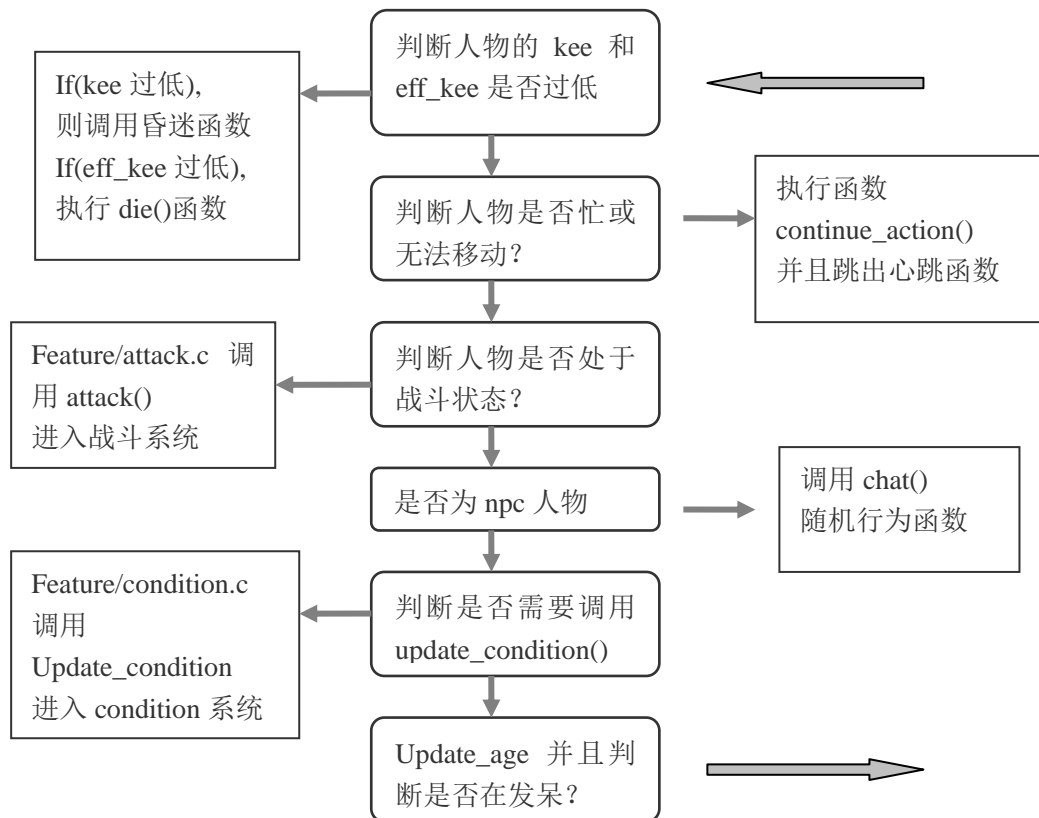 判断人物的 kee 和
eff_kee 是否过低
If(kee 过低),
则调用昏迷函数
If(eff_kee 过低),
执行 die()函数
判断人物是否忙或
无法移动?
执行函数
continue_action()
并且跳出心跳函数
判断人物是否处于
战斗状态?
Feature/attack.c 调
用 attack()
进入战斗系统
是否为 npc 人物
调用 chat()
随机行为函数
判断是否需要调用
update_condition()
Feature/condition.c
调用
Update_condition
进入 condition 系统
Update_age 并且判
断是否在发呆?